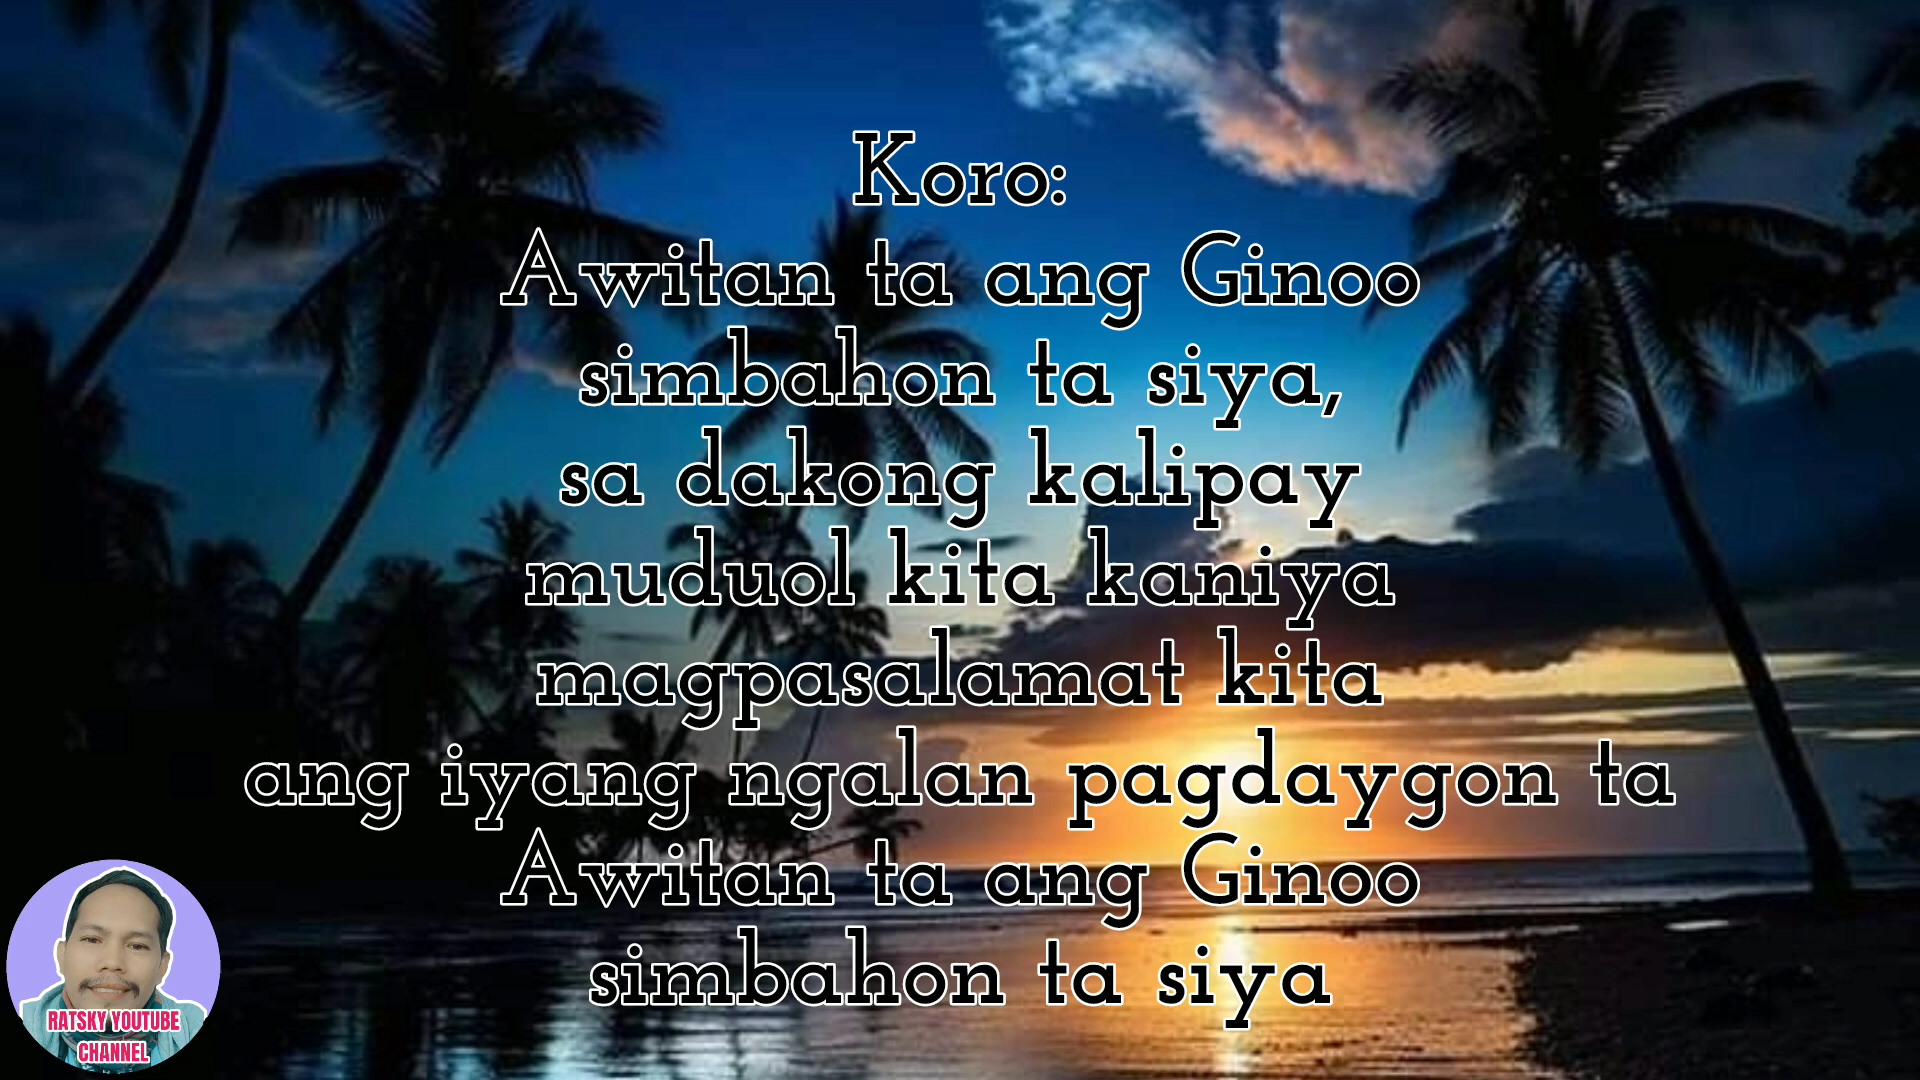 Koro:
Awitan ta ang Ginoo
simbahon ta siya,
sa dakong kalipay
muduol kita kaniya
magpasalamat kita
ang iyang ngalan pagdaygon ta
Awitan ta ang Ginoo
simbahon ta siya
RATSKY YOUTUBE
CHANNEL